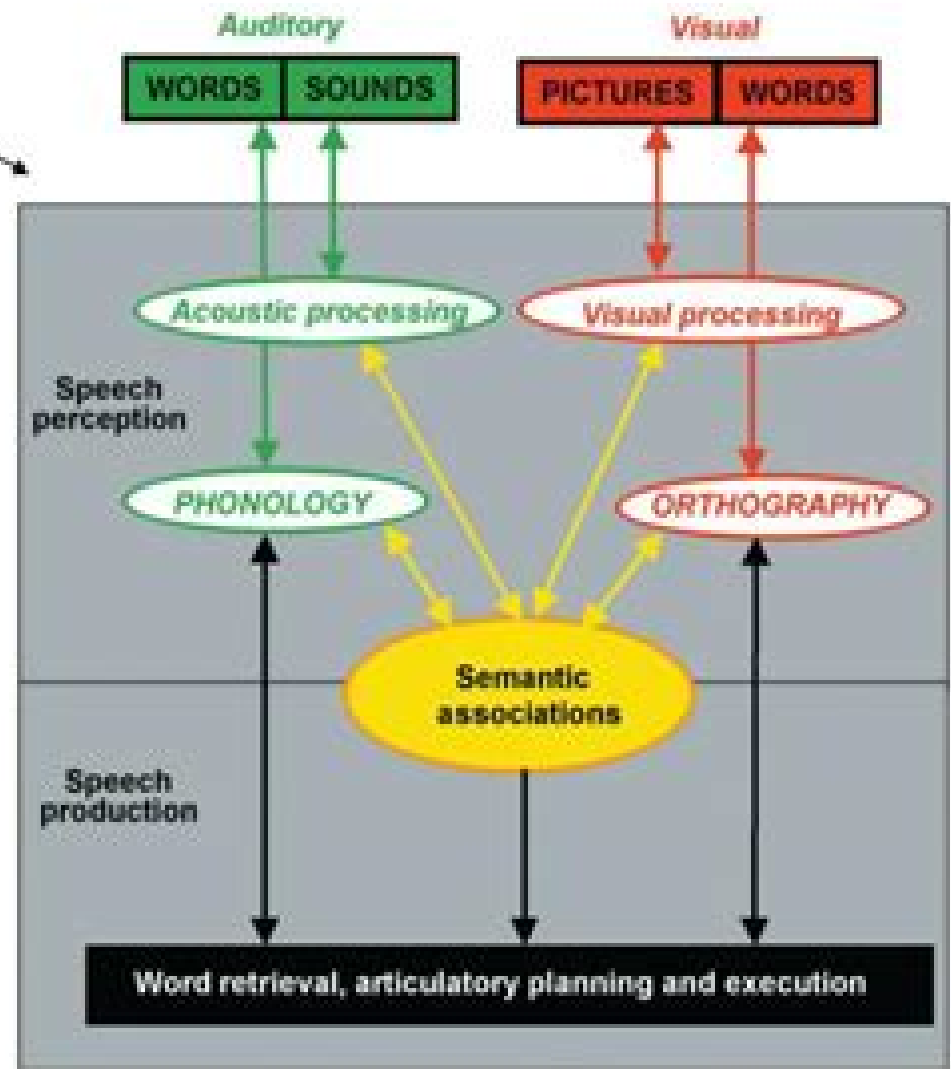 Auditory
Visual
WORDS SOUNDS
PICTURES WORDS
Acoustic processing
Visual processing
Speech
perception
PHONOLOGY
ORTHOGRAPHY
Semantic
associations
Speech
production
Word retrieval, articulatory planning and execution